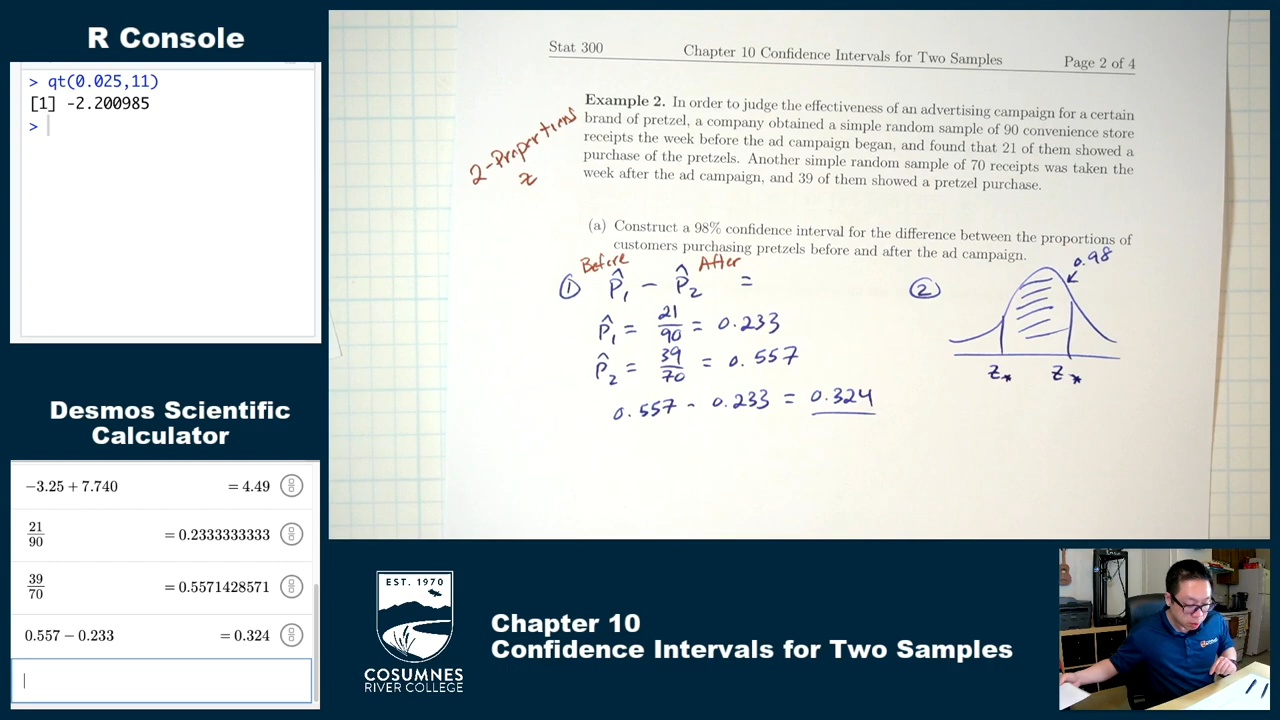 R Console
> qt(0.025,11)
[1] -2.200985
>
Desmos Scientific
Calculator
−3.25 + 7.740 = 4.49
21/90 = 0.2333333333
39/70 = 0.5571428571
0.557 − 0.233 = 0.324
Stat 300 Chapter 10 Confidence Intervals for Two Samples Page 2 of 4
2-Proportions
z
Example 2. In order to judge the effectiveness of an advertising campaign for a certain
brand of pretzel, a company obtained a simple random sample of 90 convenience store
receipts the week before the ad campaign began, and found that 21 of them showed a
purchase of the pretzels. Another simple random sample of 70 receipts was taken the
week after the ad campaign, and 39 of them showed a pretzel purchase.
(a) Construct a 98% confidence interval for the difference between the proportions of
customers purchasing pretzels before and after the ad campaign.
Before After
① p̂₁ − p̂₂ =
p̂₁ = 21/90 = 0.233
p̂₂ = 39/70 = 0.557
0.557 - 0.233 = 0.324
② 0.98
z* z*
EST. 1970
COSUMNES
RIVER COLLEGE
Chapter 10
Confidence Intervals for Two Samples